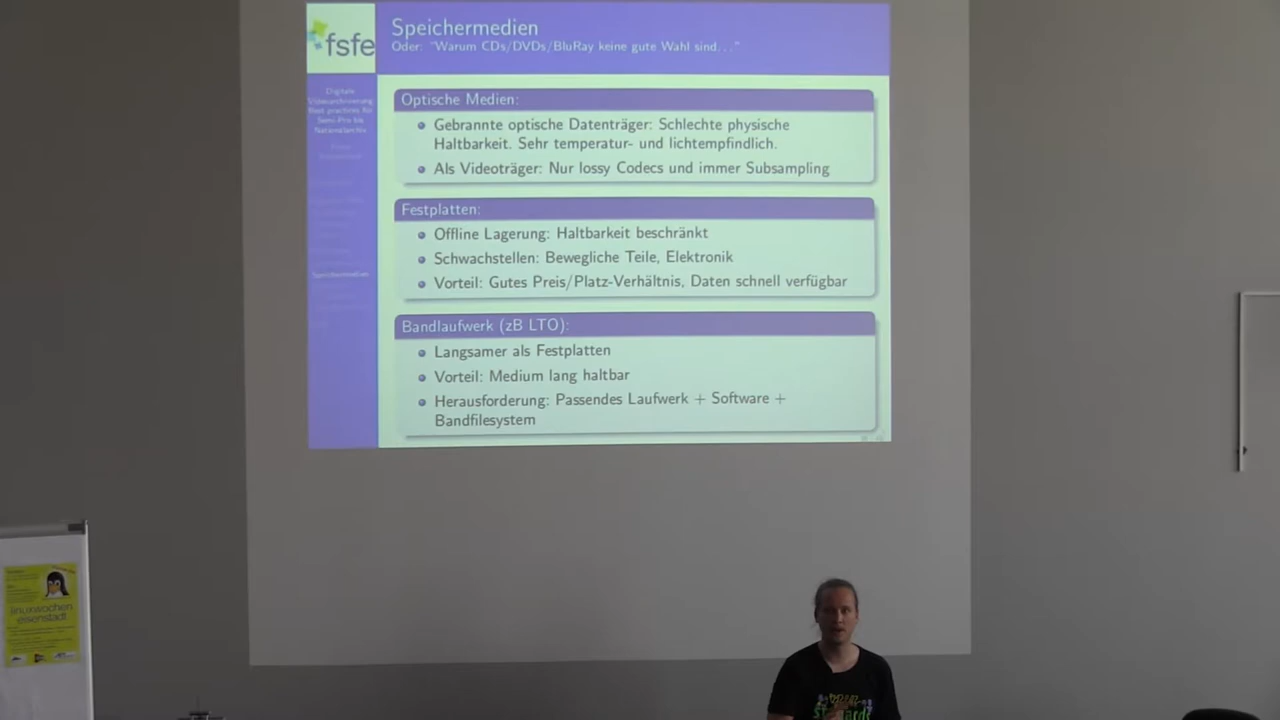 fsfe
Speichermedien
Oder: "Warum CDs/DVDs/BluRay keine gute Wahl sind..."
Digitale
Videoarchivierung
Best practices für
Semi-Pro bis
Nationalarchiv
Speichermedien
Optische Medien:
Gebrannte optische Datenträger: Schlechte physische
Haltbarkeit. Sehr temperatur- und lichtempfindlich.
Als Videoträger: Nur lossy Codecs und immer Subsampling
Festplatten:
Offline Lagerung: Haltbarkeit beschränkt
Schwachstellen: Bewegliche Teile, Elektronik
Vorteil: Gutes Preis/Platz-Verhältnis, Daten schnell verfügbar
Bandlaufwerk (zB LTO):
Langsamer als Festplatten
Vorteil: Medium lang haltbar
Herausforderung: Passendes Laufwerk + Software +
Bandfilesystem
linuxwochen
eisenstadt